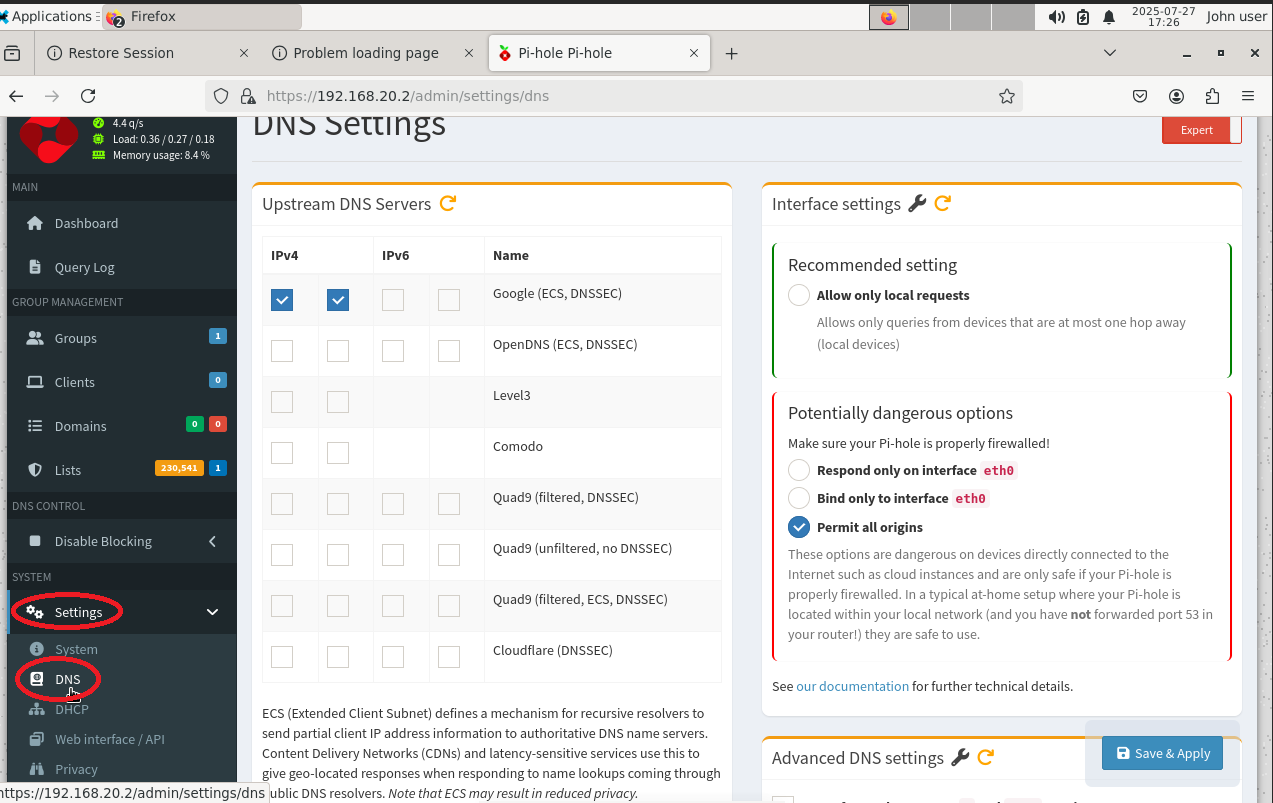 Applications
2
Firefox
2025-07-27
17:26
John user
Restore Session
Problem loading page
Pi-hole Pi-hole
https://192.168.20.2/admin/settings/dns
4.4 q/s
Load: 0.36 / 0.27 / 0.18
Memory usage: 8.4 %
MAIN
Dashboard
Query Log
GROUP MANAGEMENT
Groups 1
Clients 0
Domains 0 0
Lists 230,541 1
DNS CONTROL
Disable Blocking
SYSTEM
Settings
System
DNS
DHCP
Web interface / API
Privacy
https://192.168.20.2/admin/settings/dns
DNS Settings
Expert
Upstream DNS Servers
IPv4 IPv6 Name
Google (ECS, DNSSEC)
OpenDNS (ECS, DNSSEC)
Level3
Comodo
Quad9 (filtered, DNSSEC)
Quad9 (unfiltered, no DNSSEC)
Quad9 (filtered, ECS, DNSSEC)
Cloudflare (DNSSEC)
ECS (Extended Client Subnet) defines a mechanism for recursive resolvers to
send partial client IP address information to authoritative DNS name servers.
Content Delivery Networks (CDNs) and latency-sensitive services use this to
give geo-located responses when responding to name lookups coming through
public DNS resolvers. Note that ECS may result in reduced privacy.
Interface settings
Recommended setting
Allow only local requests
Allows only queries from devices that are at most one hop away
(local devices)
Potentially dangerous options
Make sure your Pi-hole is properly firewalled!
Respond only on interface eth0
Bind only to interface eth0
Permit all origins
These options are dangerous on devices directly connected to the
Internet such as cloud instances and are only safe if your Pi-hole is
properly firewalled. In a typical at-home setup where your Pi-hole is
located within your local network (and you have not forwarded port 53 in
your router!) they are safe to use.
See our documentation for further technical details.
Advanced DNS settings
Save & Apply